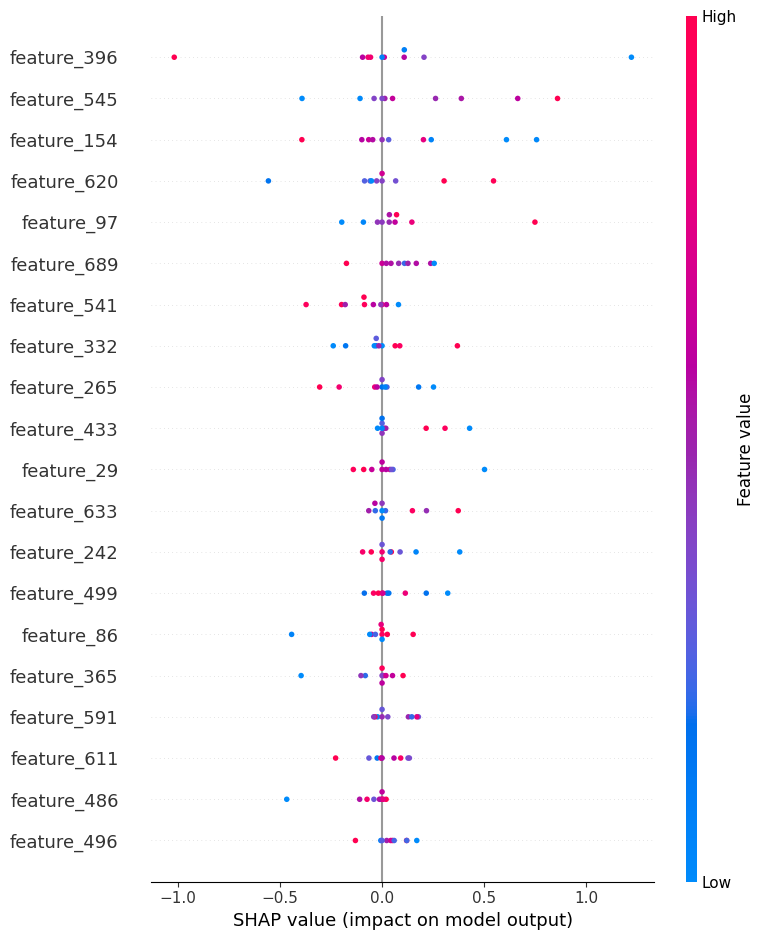 High
feature_396
feature_545
feature_154
feature_620
feature_97
feature_689
feature_541
feature_332
feature_265
feature_433
feature_29
feature_633
feature_242
feature_499
feature_86
feature_365
feature_591
feature_611
feature_486
feature_496
Feature value
Low
−1.0 −0.5 0.0 0.5 1.0
SHAP value (impact on model output)